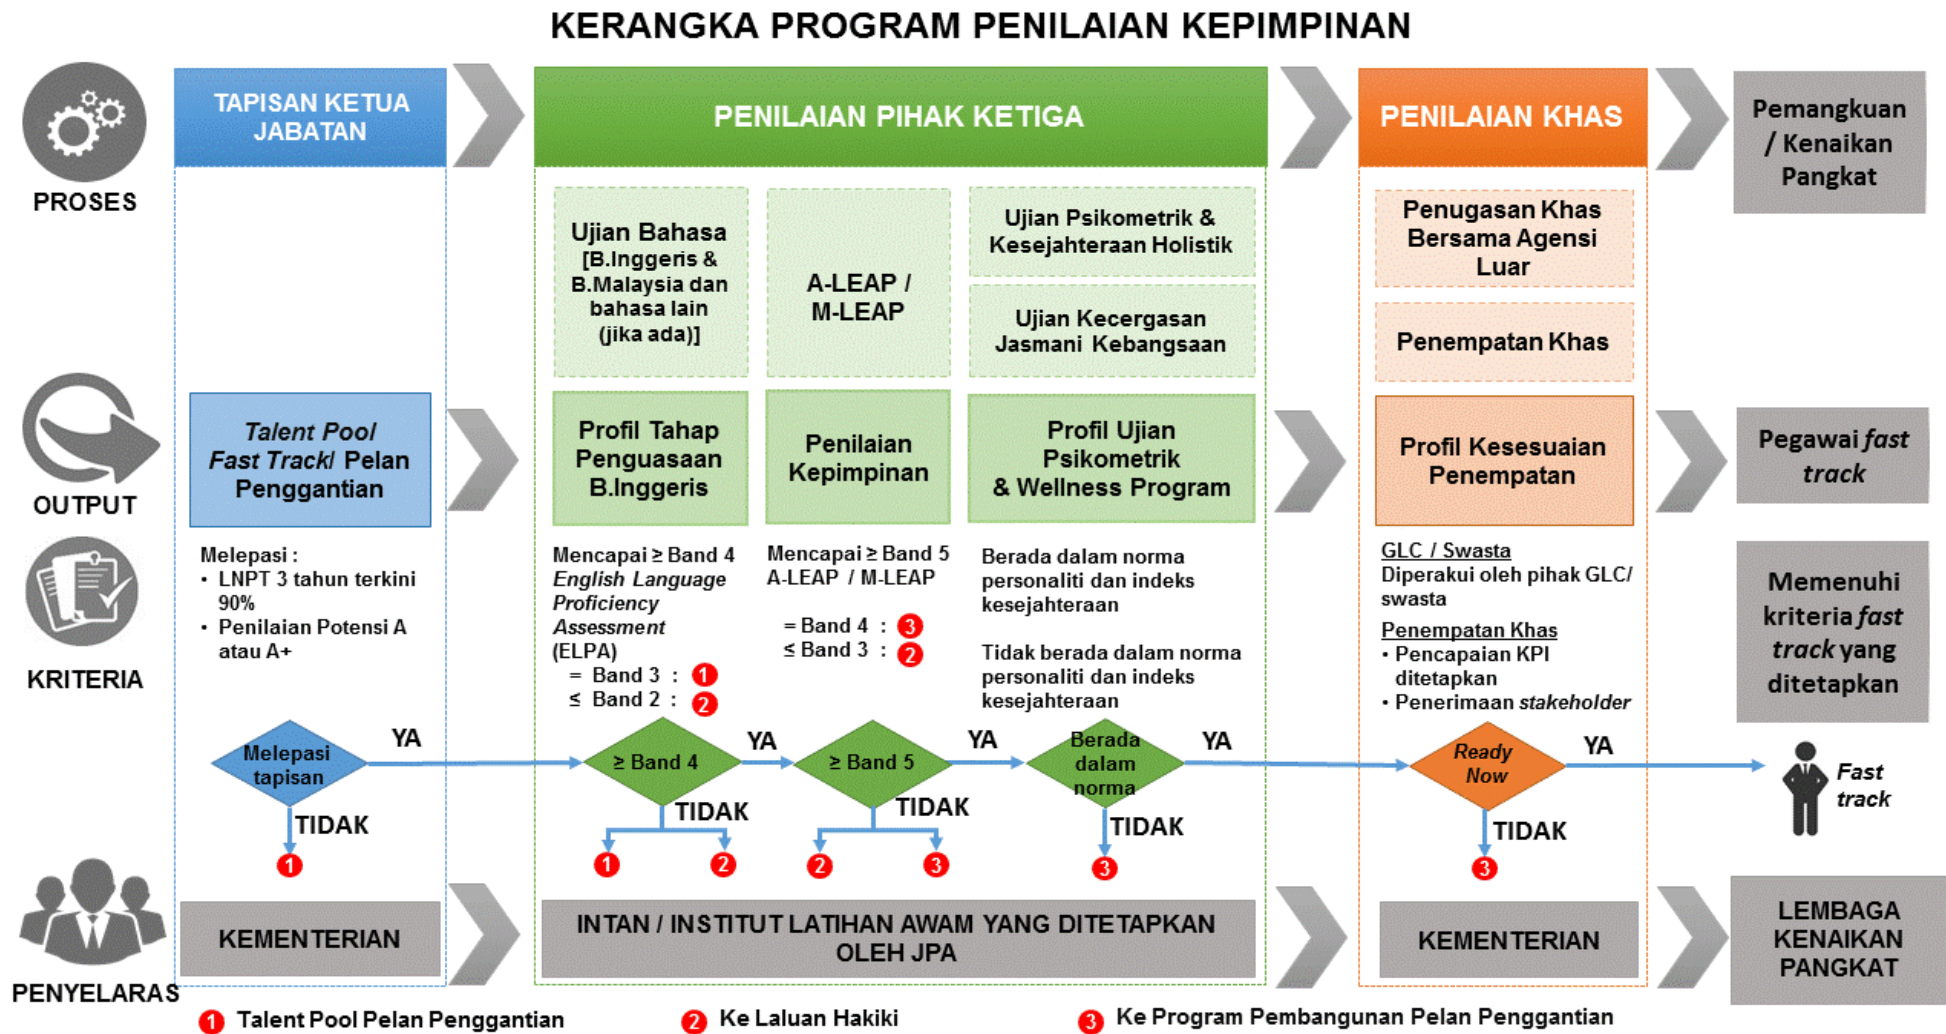 KERANGKA PROGRAM PENILAIAN KEPIMPINAN
PROSES
TAPISAN KETUA
JABATAN
PENILAIAN PIHAK KETIGA
PENILAIAN KHAS
Pemangkuan
/ Kenaikan
Pangkat
Ujian Bahasa
[B.Inggeris &
B.Malaysia dan
bahasa lain
(jika ada)]
A-LEAP /
M-LEAP
Ujian Psikometrik &
Kesejahteraan Holistik
Ujian Kecergasan
Jasmani Kebangsaan
Penugasan Khas
Bersama Agensi
Luar
Penempatan Khas
OUTPUT
Talent Pool
Fast Track/ Pelan
Penggantian
Profil Tahap
Penguasaan
B.Inggeris
Penilaian
Kepimpinan
Profil Ujian
Psikometrik
& Wellness Program
Profil Kesesuaian
Penempatan
Pegawai fast
track
KRITERIA
Melepasi :
• LNPT 3 tahun terkini
90%
• Penilaian Potensi A
atau A+
Mencapai ≥ Band 4
English Language
Proficiency
Assessment
(ELPA)
= Band 3 : 1
≤ Band 2 : 2
Mencapai ≥ Band 5
A-LEAP / M-LEAP
= Band 4 : 3
≤ Band 3 : 2
Berada dalam norma
personaliti dan indeks
kesejahteraan
Tidak berada dalam norma
personaliti dan indeks
kesejahteraan
GLC / Swasta
Diperakui oleh pihak GLC/
swasta
Penempatan Khas
• Pencapaian KPI
ditetapkan
• Penerimaan stakeholder
Memenuhi
kriteria fast
track yang
ditetapkan
Melepasi
tapisan
YA
TIDAK
1
≥ Band 4
YA
TIDAK
1
2
≥ Band 5
YA
TIDAK
2
3
Berada
dalam
norma
YA
TIDAK
3
Ready
Now
YA
TIDAK
3
Fast
track
PENYELARAS
KEMENTERIAN
INTAN / INSTITUT LATIHAN AWAM YANG DITETAPKAN
OLEH JPA
KEMENTERIAN
LEMBAGA
KENAIKAN
PANGKAT
1 Talent Pool Pelan Penggantian
2 Ke Laluan Hakiki
3 Ke Program Pembangunan Pelan Penggantian